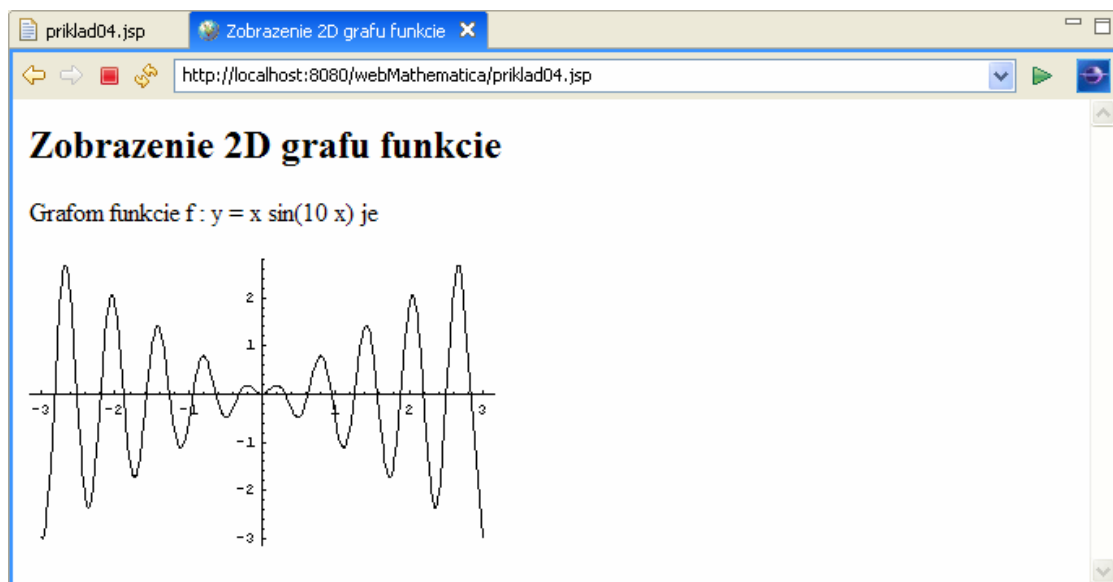 priklad04.jsp
Zobrazenie 2D grafu funkcie
http://localhost:8080/webMathematica/priklad04.jsp
Zobrazenie 2D grafu funkcie
Grafom funkcie f : y = x sin(10 x) je
2
1
-3 -2 -1 1 2 3
-1
-2
-3